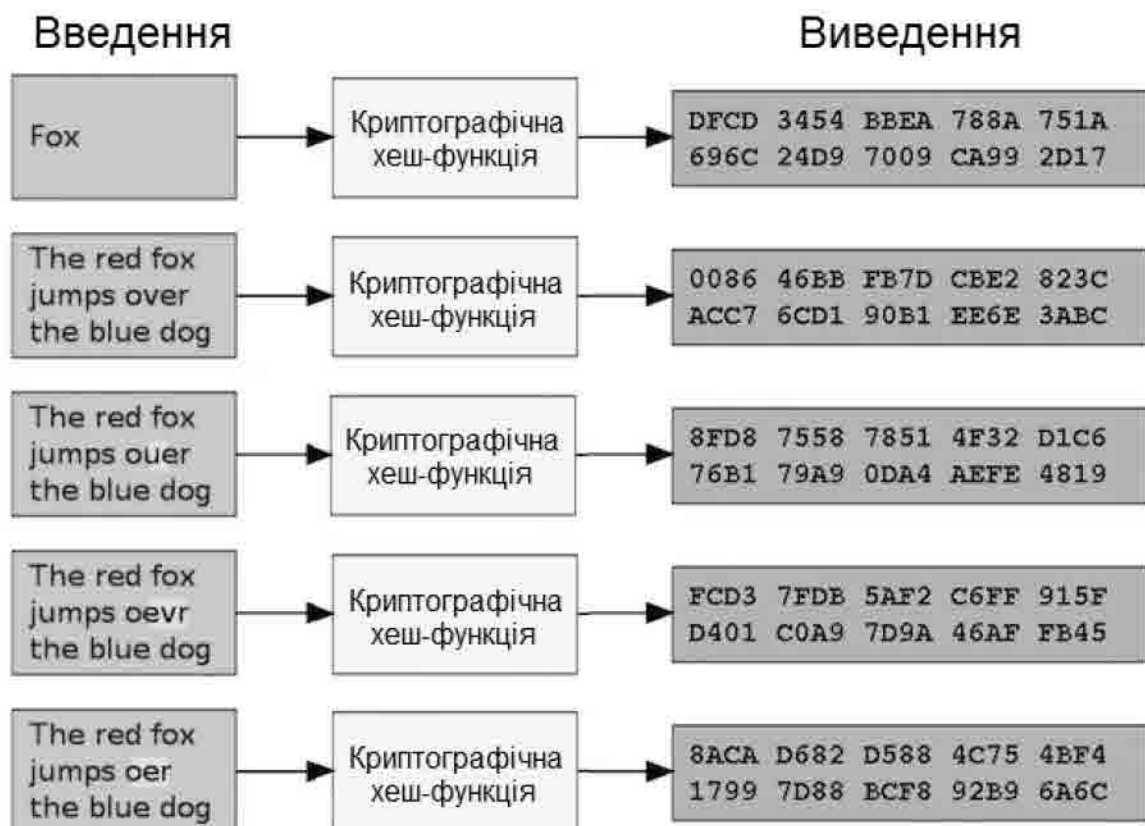 Введення
Виведення
Fox
Криптографічна
хеш-функція
DFCD 3454 BBEA 788A 751A
696C 24D9 7009 CA99 2D17
The red fox
jumps over
the blue dog
Криптографічна
хеш-функція
0086 46BB FB7D CBE2 823C
ACC7 6CD1 90B1 EE6E 3ABC
The red fox
jumps ouer
the blue dog
Криптографічна
хеш-функція
8FD8 7558 7851 4F32 D1C6
76B1 79A9 0DA4 AEFE 4819
The red fox
jumps oevr
the blue dog
Криптографічна
хеш-функція
FCD3 7FDB 5AF2 C6FF 915F
D401 C0A9 7D9A 46AF FB45
The red fox
jumps oer
the blue dog
Криптографічна
хеш-функція
8ACA D682 D588 4C75 4BF4
1799 7D88 BCF8 92B9 6A6C